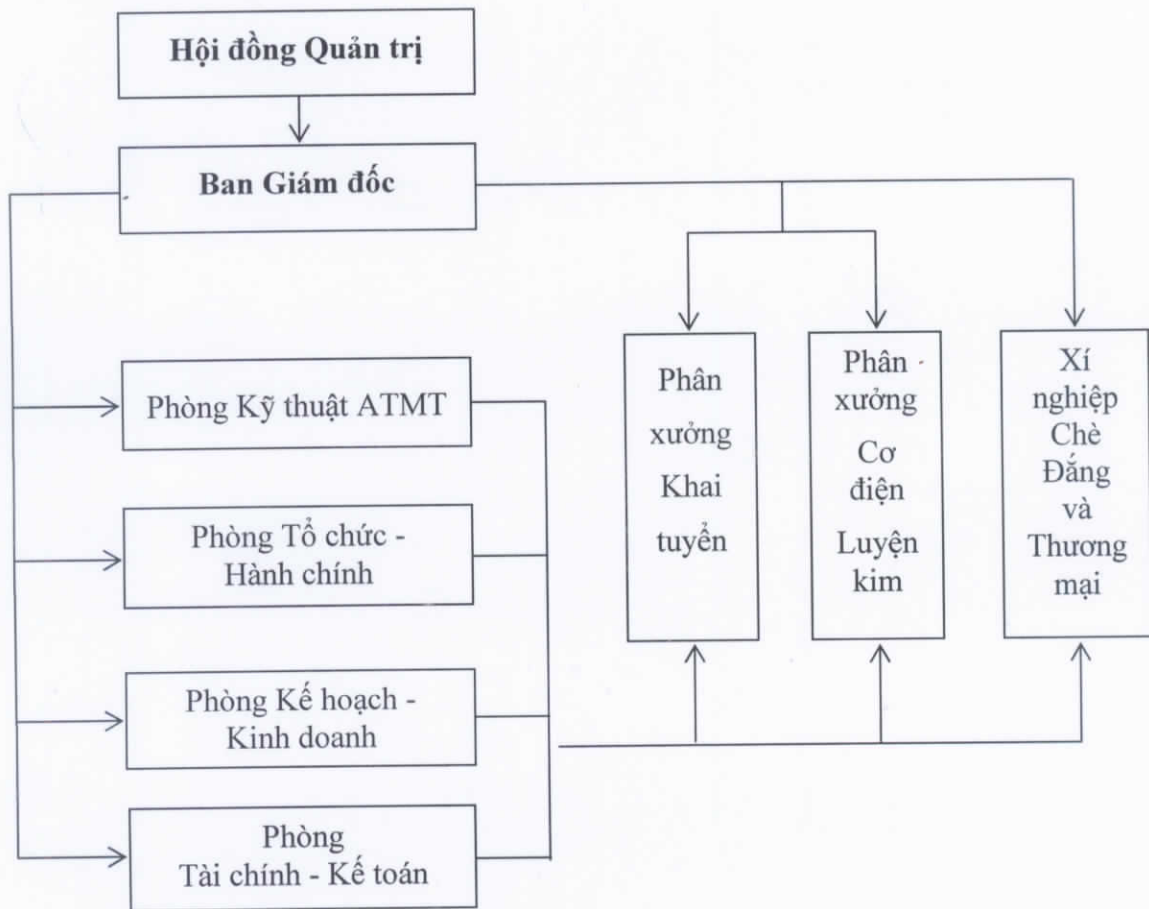 Hội đồng Quản trị
Ban Giám đốc
Phòng Kỹ thuật ATMT
Phòng Tổ chức -
Hành chính
Phòng Kế hoạch -
Kinh doanh
Phòng
Tài chính - Kế toán
Phân
xưởng
Khai
tuyển
Phân
xưởng
Cơ
điện
Luyện
kim
Xí
nghiệp
Chè
Đắng
và
Thương
mại